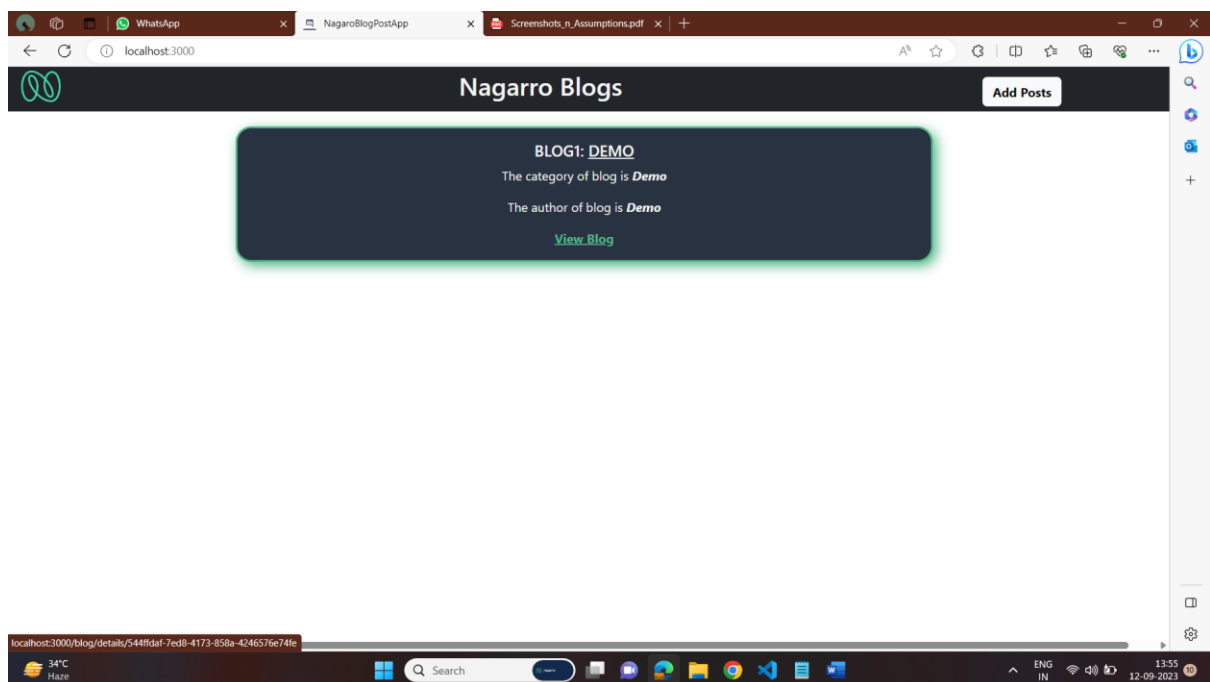 WhatsApp
NagaroBlogPostApp
Screenshots_n_Assumptions.pdf
localhost:3000
Nagarro Blogs
Add Posts
BLOG1: DEMO
The category of blog is Demo
The author of blog is Demo
View Blog
localhost:3000/blog/details/544ffdaf-7ed8-4173-858a-4246576e74fe
34°C
Haze
Search
ENG
IN
13:55
12-09-2023
10